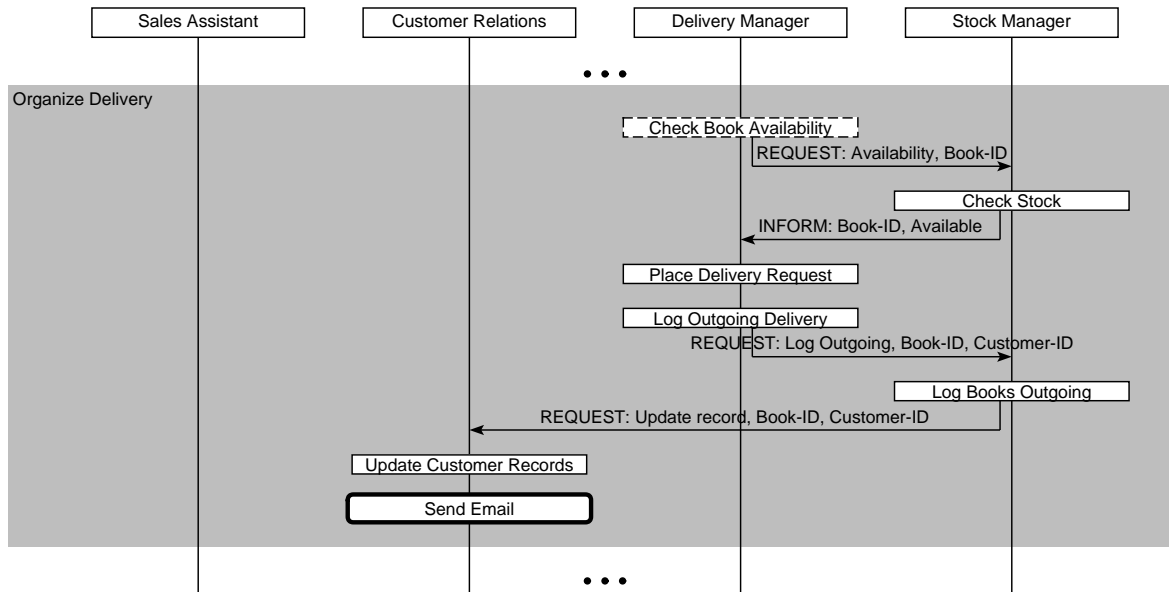 Sales Assistant
Customer Relations
Delivery Manager
Stock Manager
Organize Delivery
Check Book Availability
REQUEST: Availability, Book-ID
Check Stock
INFORM: Book-ID, Available
Place Delivery Request
Log Outgoing Delivery
REQUEST: Log Outgoing, Book-ID, Customer-ID
Log Books Outgoing
REQUEST: Update record, Book-ID, Customer-ID
Update Customer Records
Send Email